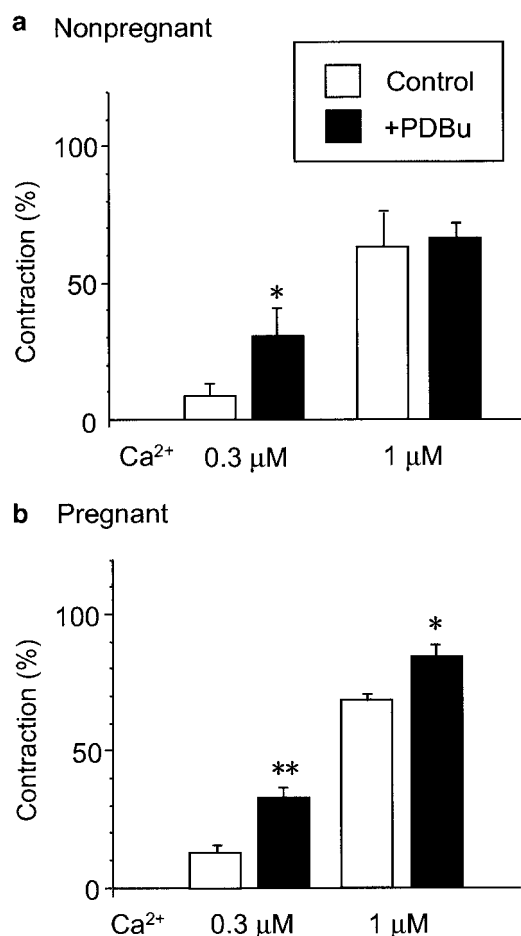 a Nonpregnant
Control
+PDBu
Contraction (%)
100
50
0
*
Ca²⁺ 0.3 μM 1 μM
b Pregnant
Contraction (%)
100
50
0
**
*
Ca²⁺ 0.3 μM 1 μM